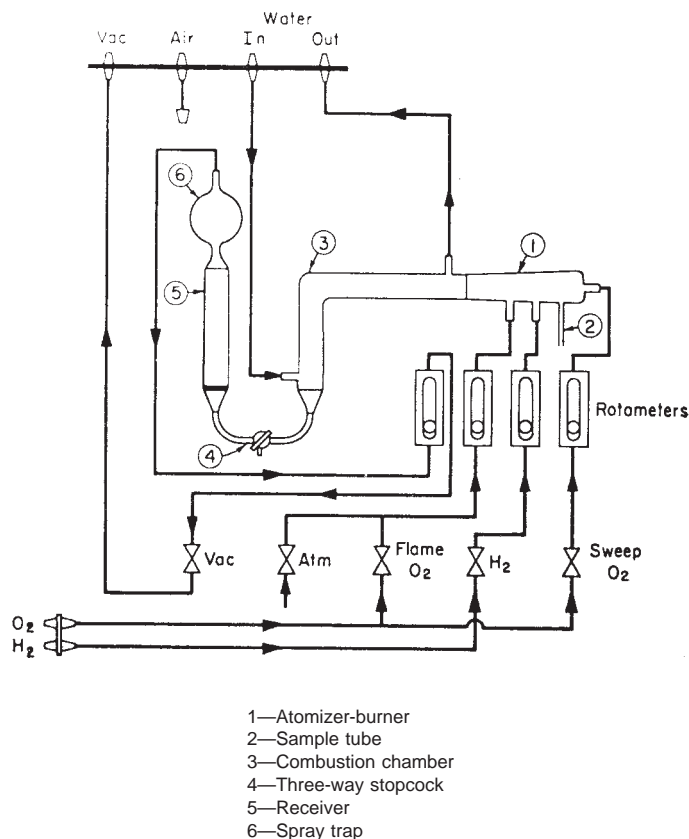 Water
Vac Air In Out
6
3
1
5
2
Rotameters
4
Vac Atm Flame O₂ H₂ Sweep O₂
O₂
H₂
1—Atomizer-burner
2—Sample tube
3—Combustion chamber
4—Three-way stopcock
5—Receiver
6—Spray trap